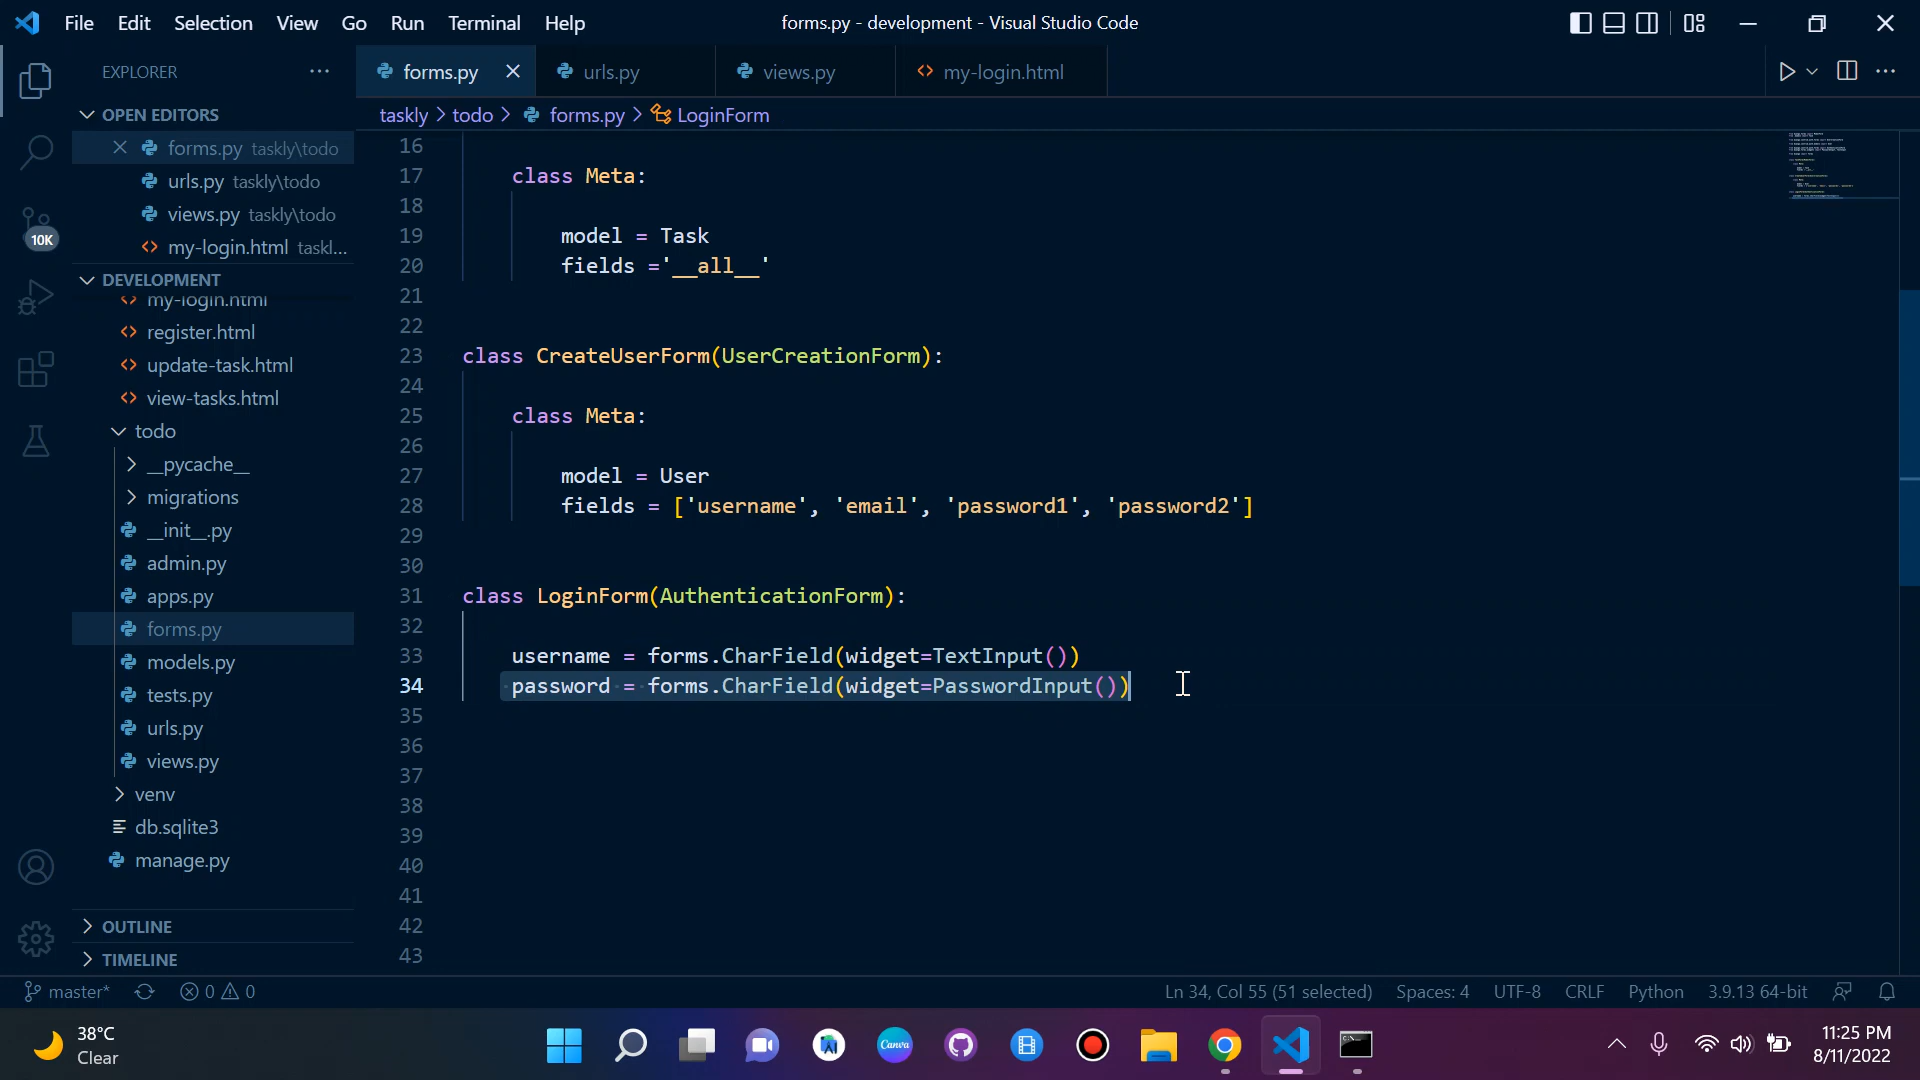 File Edit Selection View Go Run Terminal Help
forms.py - development - Visual Studio Code
EXPLORER
forms.py
urls.py
views.py
my-login.html
OPEN EDITORS
forms.py taskly\todo
urls.py taskly\todo
views.py taskly\todo
my-login.html taskl...
DEVELOPMENT
my-login.html
register.html
update-task.html
view-tasks.html
todo
__pycache__
migrations
__init__.py
admin.py
apps.py
forms.py
models.py
tests.py
urls.py
views.py
venv
db.sqlite3
manage.py
OUTLINE
TIMELINE
10K
taskly > todo > forms.py > LoginForm
16
17 class Meta:
18
19 model = Task
20 fields ='__all__'
21
22
23 class CreateUserForm(UserCreationForm):
24
25 class Meta:
26
27 model = User
28 fields = ['username', 'email', 'password1', 'password2']
29
30
31 class LoginForm(AuthenticationForm):
32
33 username = forms.CharField(widget=TextInput())
34 password = forms.CharField(widget=PasswordInput())
35
36
37
38
39
40
41
42
43
master* 0 0
Ln 34, Col 55 (51 selected) Spaces: 4 UTF-8 CRLF Python 3.9.13 64-bit
38°C
Clear
Canva
11:25 PM
8/11/2022